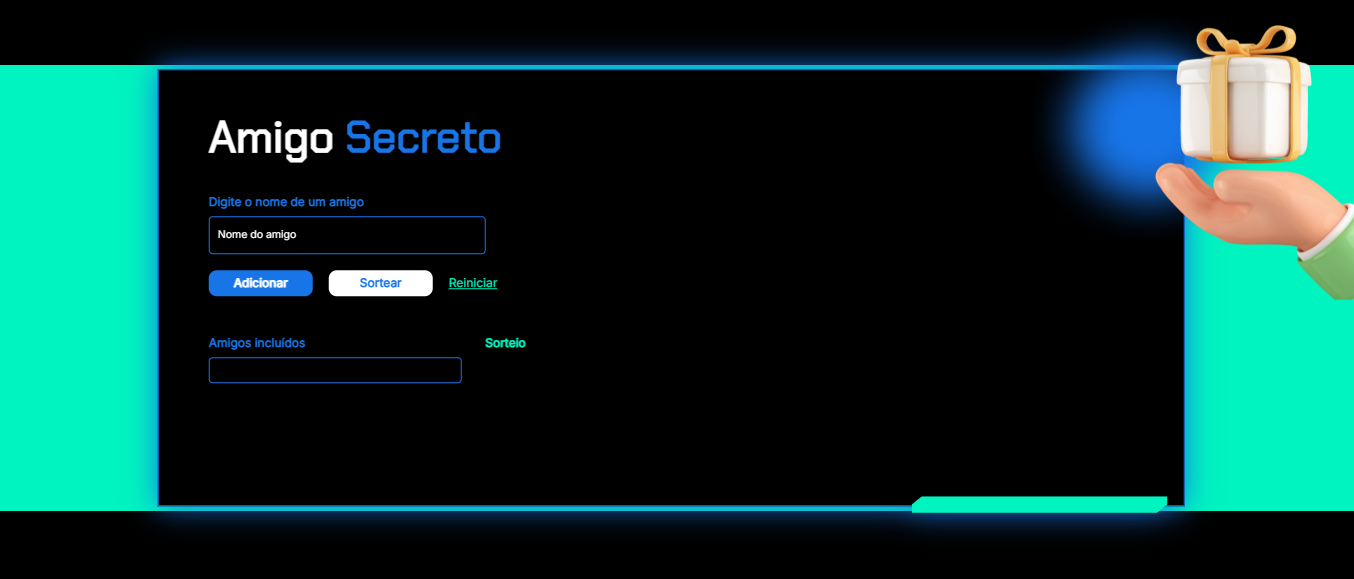 Amigo Secreto
Digite o nome de um amigo
Nome do amigo
Adicionar Sortear Reiniciar
Amigos incluídos Sorteio